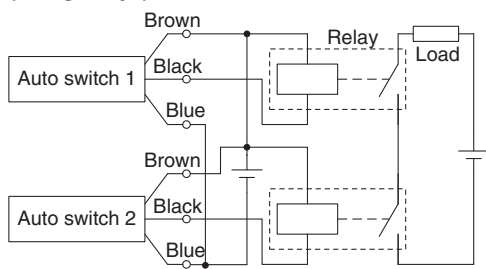 Brown
Relay
Load
Auto switch 1
Black
Blue
Brown
Auto switch 2
Black
Blue